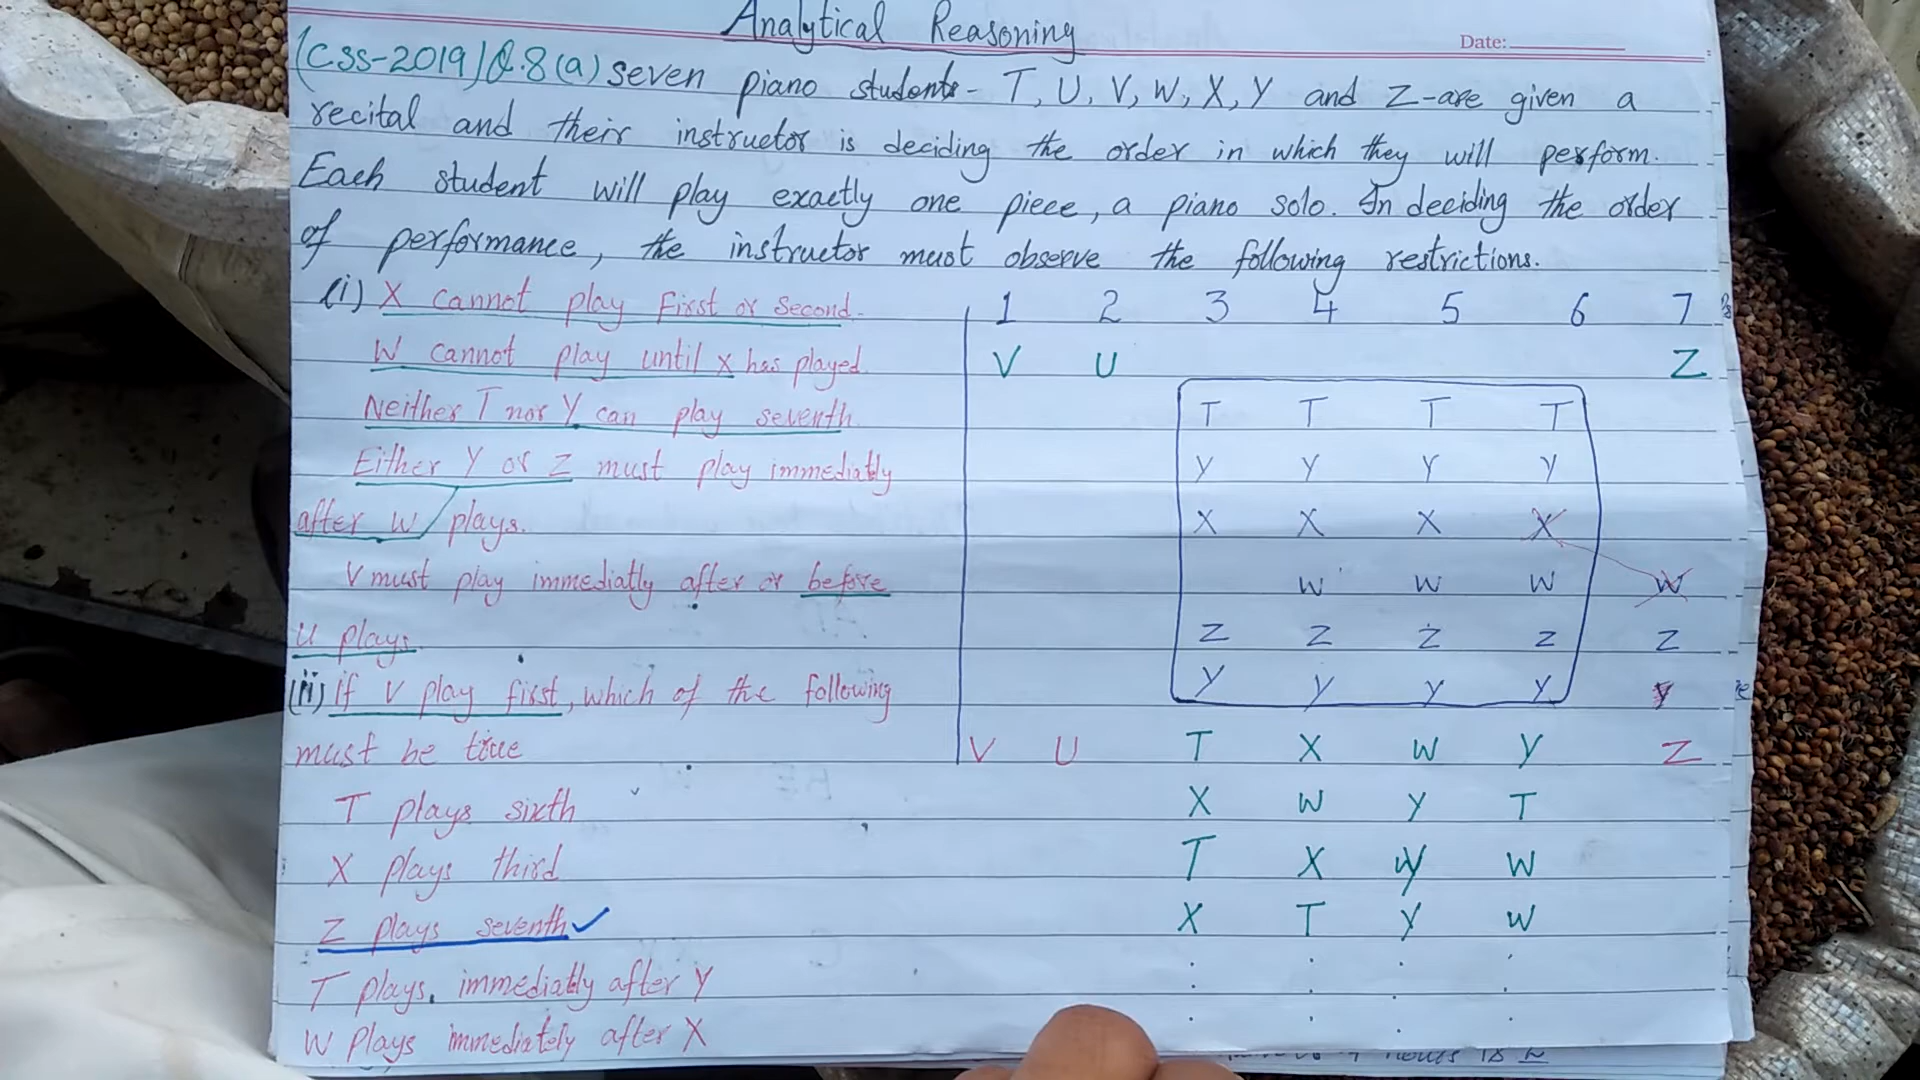 Analytical Reasoning
Date:
(CSS-2019) Q.8(a) seven piano students - T, U, V, W, X, Y and Z-are given a
recital and their instructor is deciding the order in which they will perform.
Each student will play exactly one piece, a piano solo. In deciding the order
of performance, the instructor must observe the following restrictions.
(i) X cannot play First or Second.
W cannot play until X has played.
Neither T nor Y can play seventh
Either Y or Z must play immediatly
after W plays.
V must play immediatly after or before
U plays.
(ii) if V play first, which of the following
must be true
T plays sixth
X plays third
Z plays seventh ✓
T plays. immediatly after Y
W Plays immediately after X
1 2 3 4 5 6 7
V U Z
T T T T
Y Y Y Y
X X X X
W W W W
Z Z Z Z Z
Y Y Y Y Y
V U T X W Y Z
X W Y T
T X Y W
X T Y W